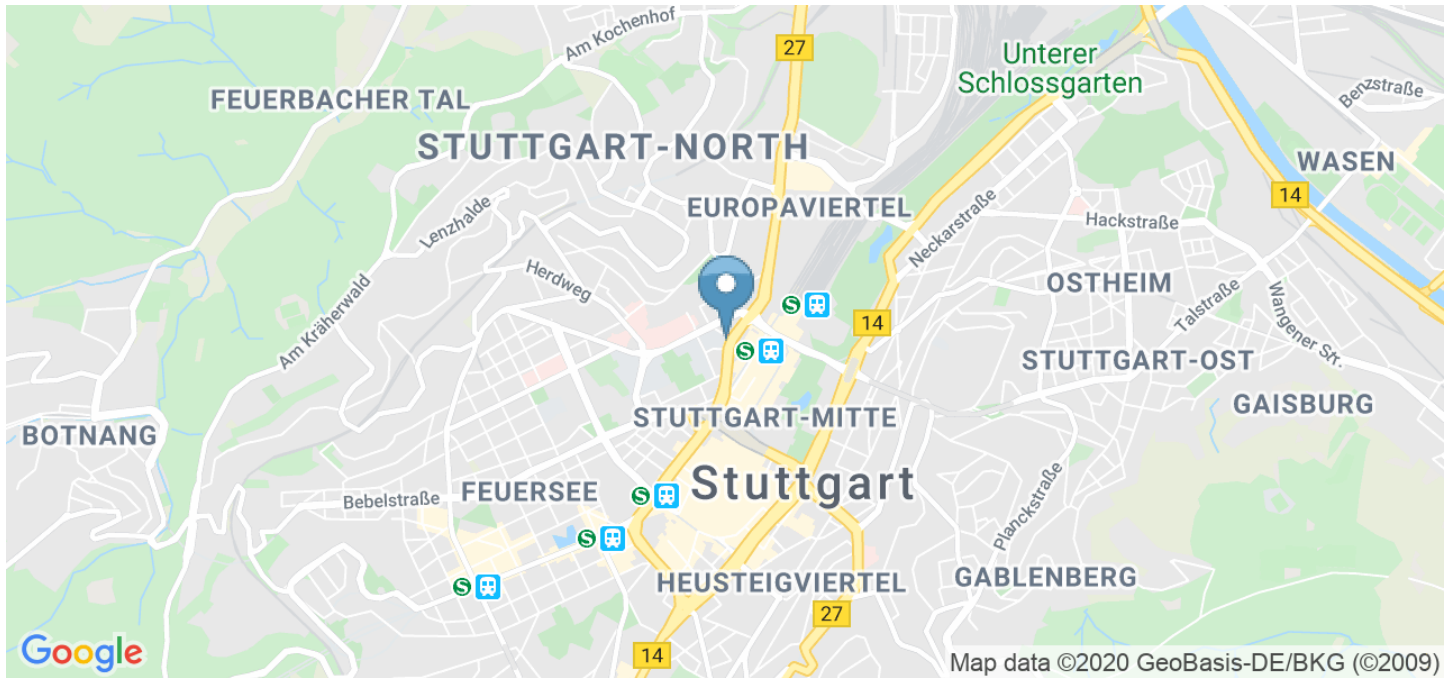 Am Kochenhof
27
Unterer
Schlossgarten
Benzstraße
FEUERBACHER TAL
STUTTGART-NORTH
WASEN
14
EUROPAVIERTEL
Hackstraße
Lenzhalde
Neckarstraße
Herdweg
OSTHEIM
Talstraße
Wangener Str.
Am Kräherwald
S
14
S
STUTTGART-OST
GAISBURG
STUTTGART-MITTE
BOTNANG
Stuttgart
FEUERSEE
S
Bebelstraße
Planckstraße
S
S
HEUSTEIGVIERTEL
GABLENBERG
27
14
Google
Map data ©2020 GeoBasis-DE/BKG (©2009)